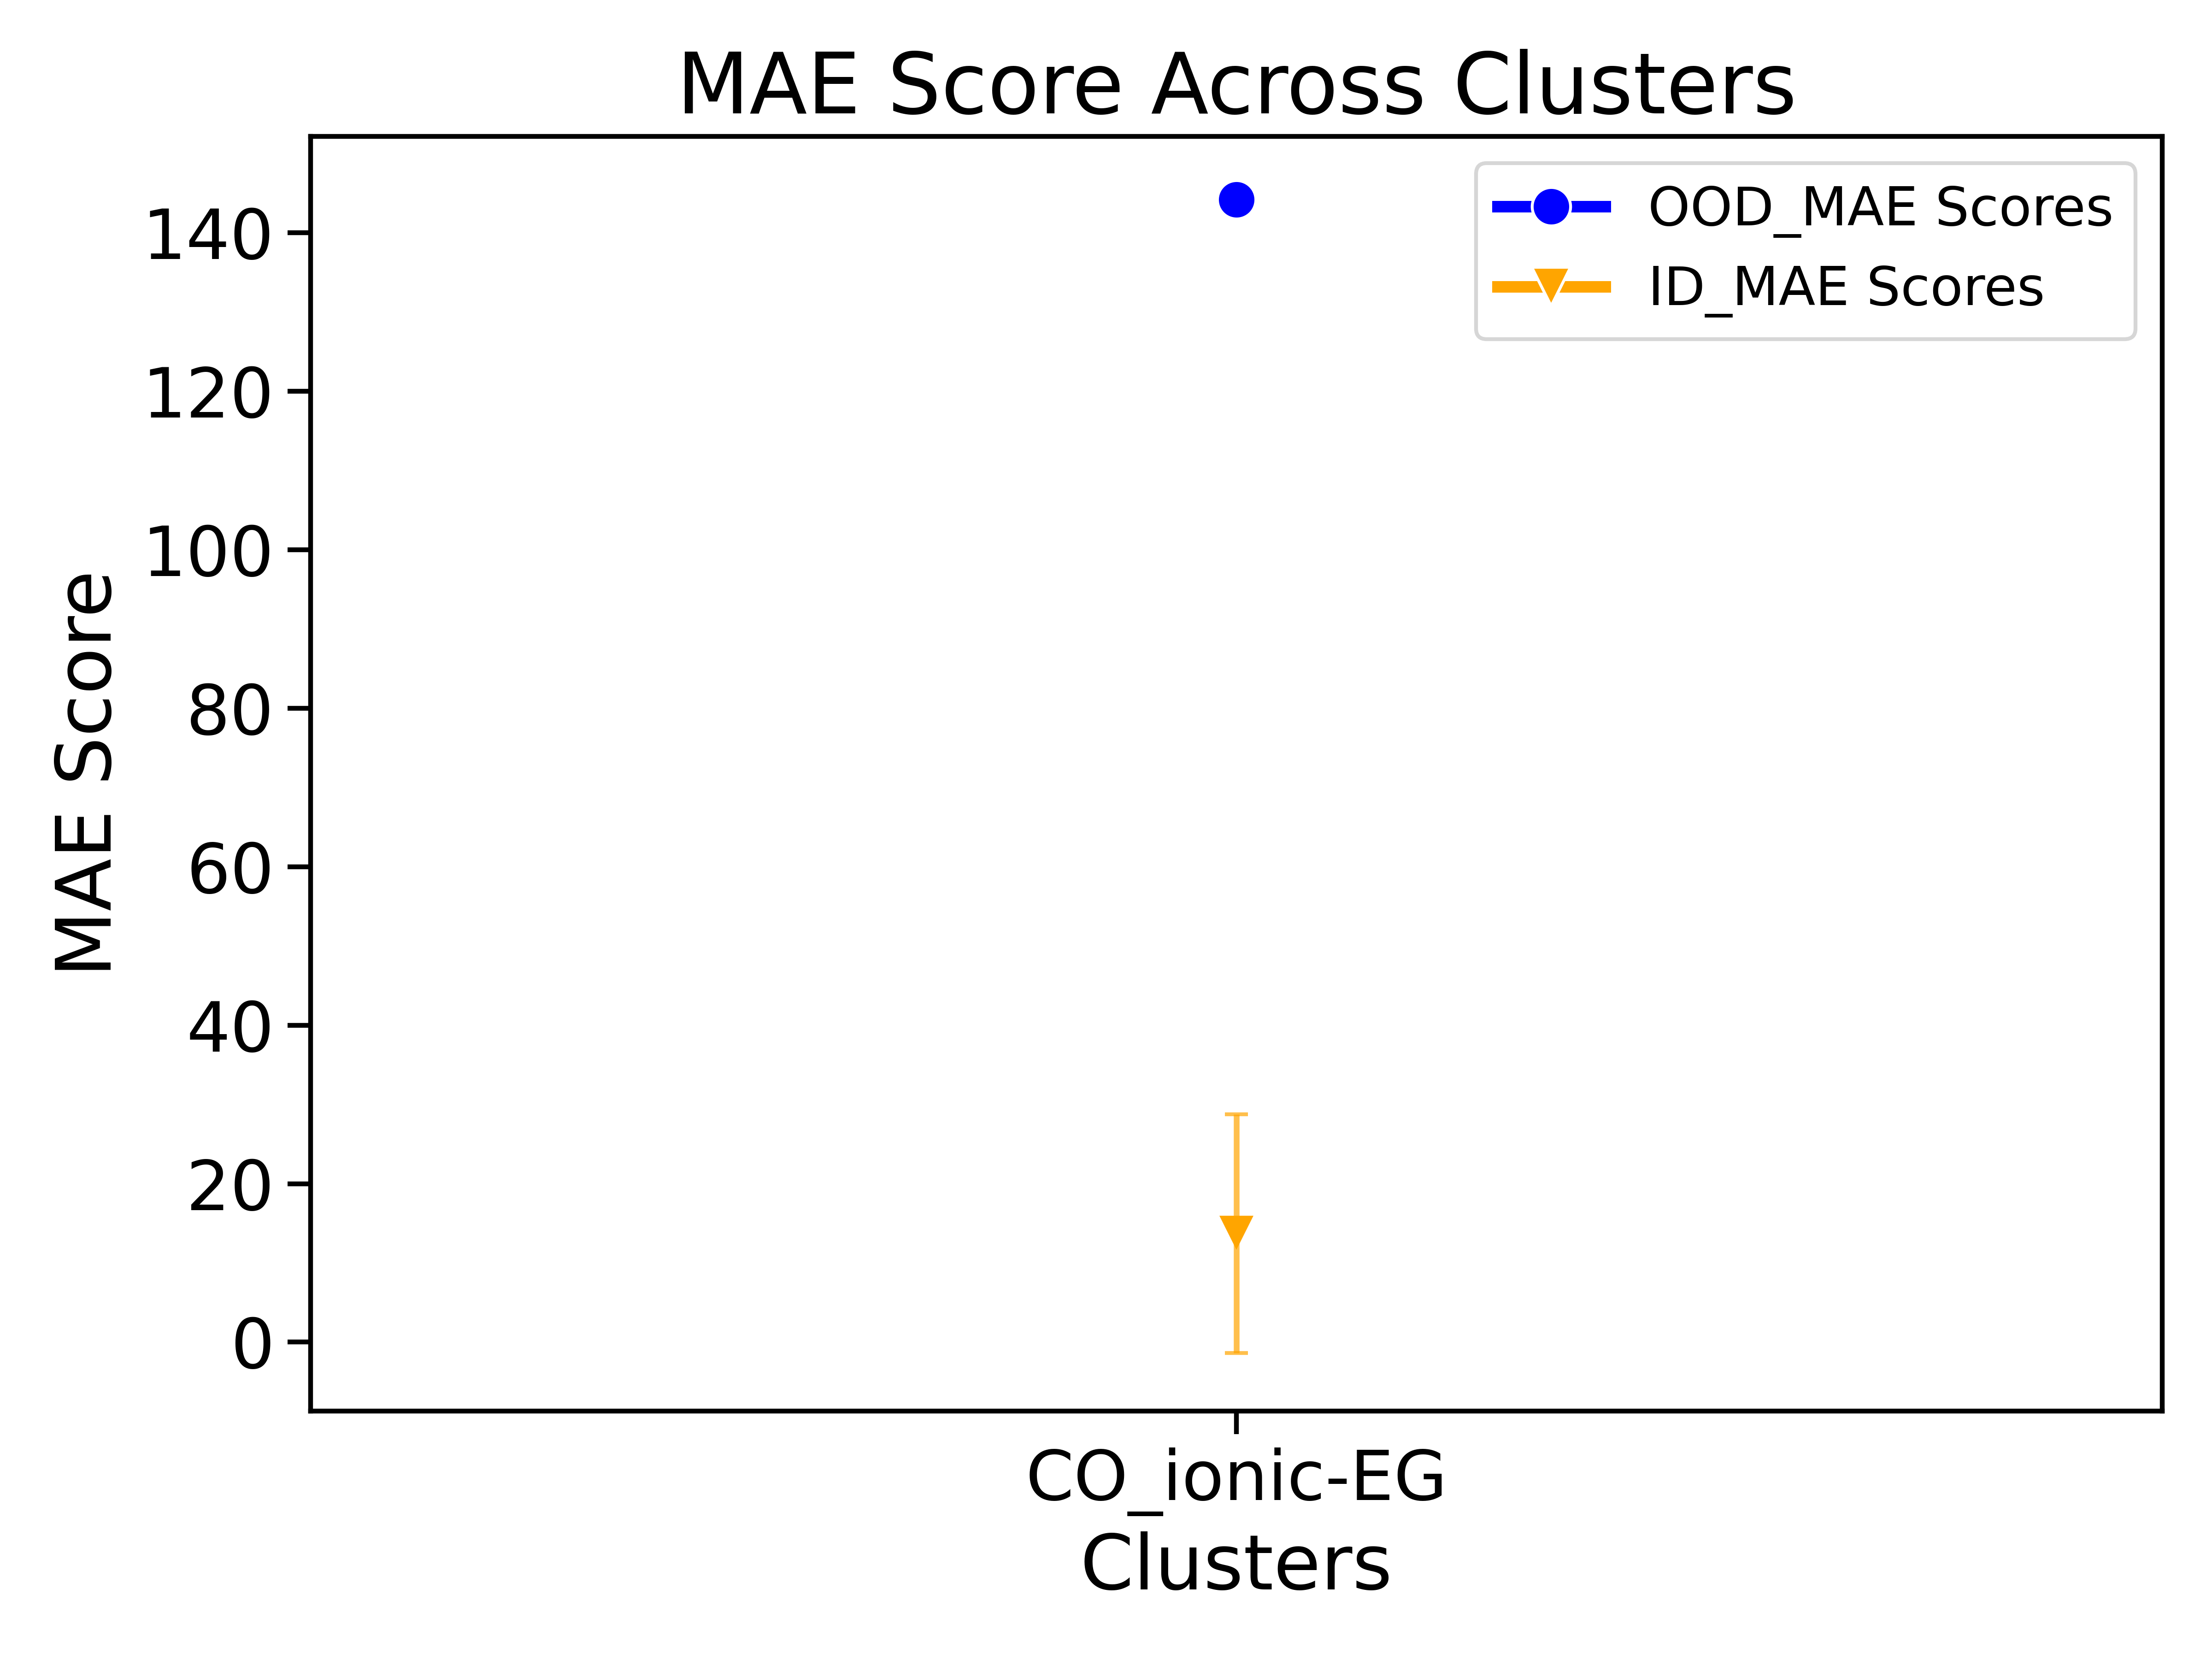 MAE Score Across Clusters
OOD_MAE Scores
ID_MAE Scores
MAE Score
140
120
100
80
60
40
20
0
CO_ionic-EG
Clusters